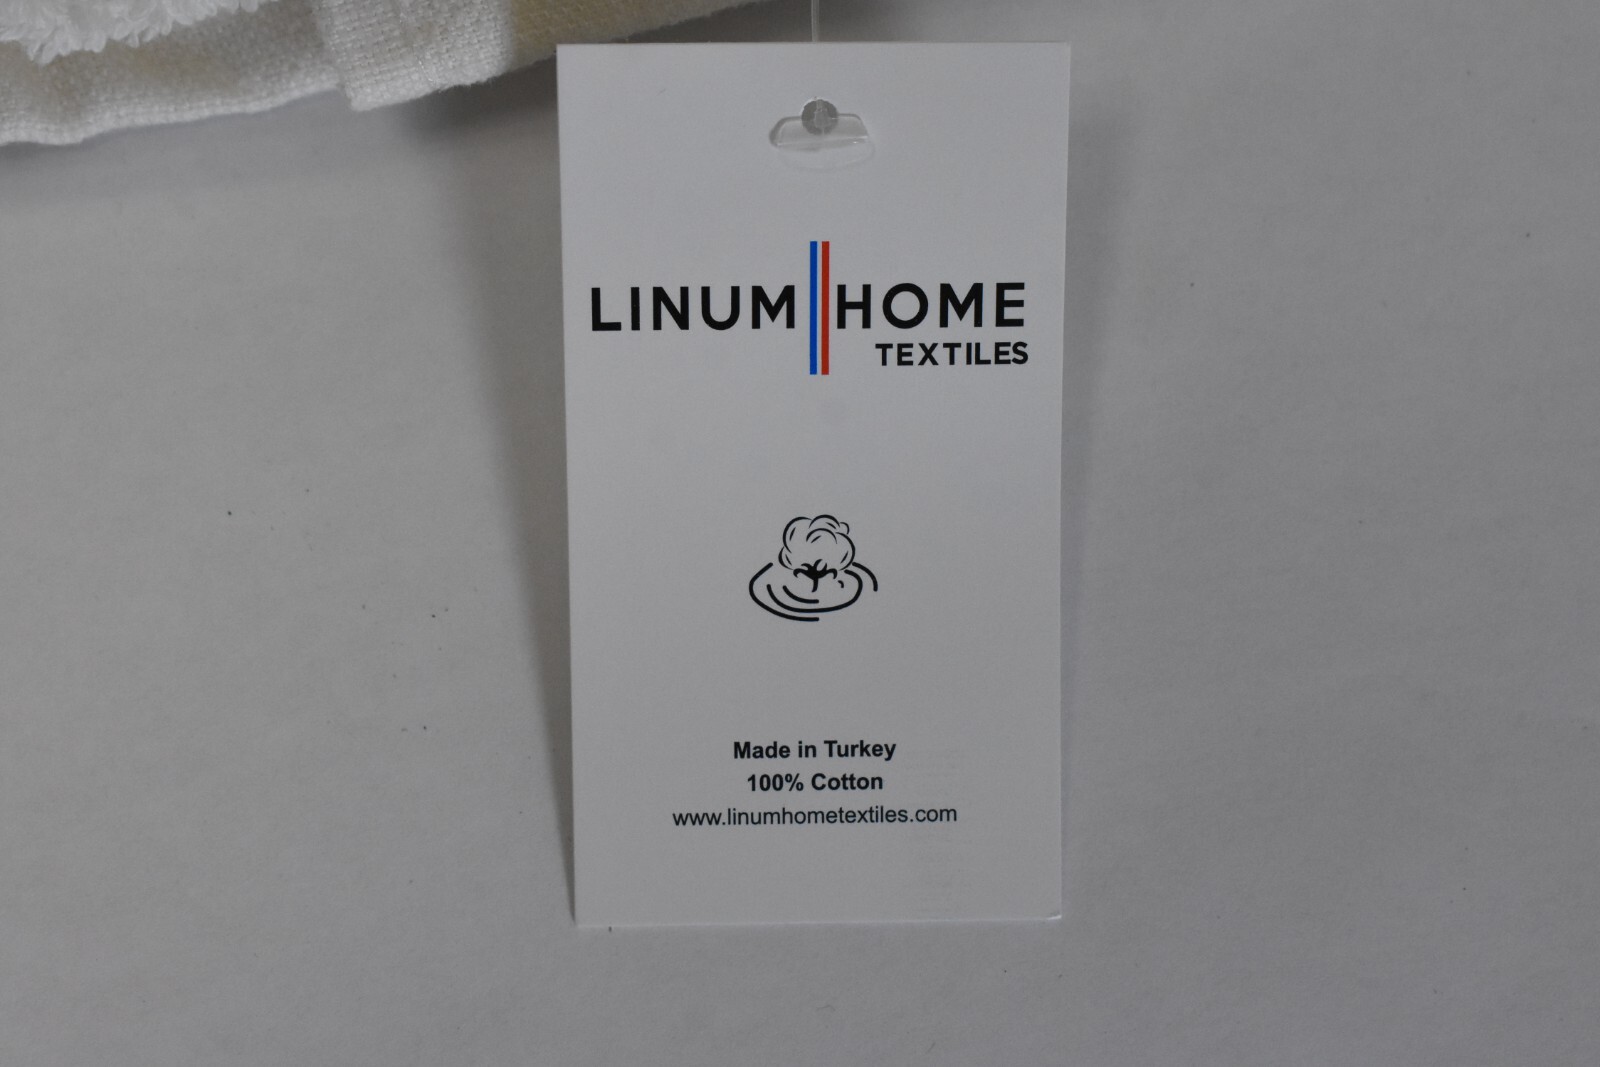 LINUM HOME
TEXTILES
Made in Turkey
100% Cotton
www.linumhometextiles.com